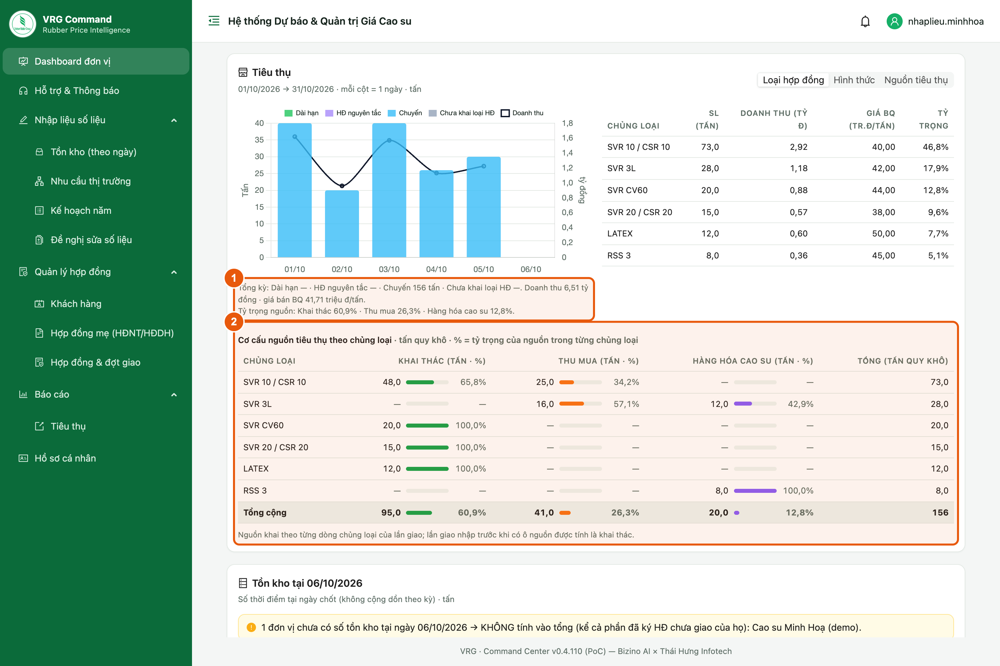 VRG Command
Rubber Price Intelligence
Dashboard đơn vị
Hỗ trợ & Thông báo
Nhập liệu số liệu
Tồn kho (theo ngày)
Nhu cầu thị trường
Kế hoạch năm
Đề nghị sửa số liệu
Quản lý hợp đồng
Khách hàng
Hợp đồng mẹ (HĐNT/HĐDH)
Hợp đồng & đợt giao
Báo cáo
Tiêu thụ
Hồ sơ cá nhân
Hệ thống Dự báo & Quản trị Giá Cao su
nhaplieu.minhhoa
Tiêu thụ
01/10/2026 → 31/10/2026 · mỗi cột = 1 ngày · tấn
Loại hợp đồng Hình thức Nguồn tiêu thụ
Dài hạn HĐ nguyên tắc Chuyến Chưa khai loại HĐ Doanh thu
40 1,8
35 1,6
30 1,4
25 1,2
20 1,0
15 0,8
10 0,6
5 0,4
0 0,2
0
Tấn
tỷ đồng
01/10 02/10 03/10 04/10 05/10 06/10
CHỦNG LOẠI SL (TẤN) DOANH THU (TỶ Đ) GIÁ BQ (TR.Đ/TẤN) TỶ TRỌNG
SVR 10 / CSR 10 73,0 2,92 40,00 46,8%
SVR 3L 28,0 1,18 42,00 17,9%
SVR CV60 20,0 0,88 44,00 12,8%
SVR 20 / CSR 20 15,0 0,57 38,00 9,6%
LATEX 12,0 0,60 50,00 7,7%
RSS 3 8,0 0,36 45,00 5,1%
1
Tổng kỳ: Dài hạn — · HĐ nguyên tắc — · Chuyến 156 tấn · Chưa khai loại HĐ —. Doanh thu 6,51 tỷ
đồng · giá bán BQ 41,71 triệu đ/tấn.
Tỷ trọng nguồn: Khai thác 60,9% · Thu mua 26,3% · Hàng hóa cao su 12,8%.
2
Cơ cấu nguồn tiêu thụ theo chủng loại · tấn quy khô · % = tỷ trọng của nguồn trong từng chủng loại
CHỦNG LOẠI KHAI THÁC (TẤN · %) THU MUA (TẤN · %) HÀNG HÓA CAO SU (TẤN · %) TỔNG (TẤN QUY KHÔ)
SVR 10 / CSR 10 48,0 65,8% 25,0 34,2% — — 73,0
SVR 3L — — 16,0 57,1% 12,0 42,9% 28,0
SVR CV60 20,0 100,0% — — — — 20,0
SVR 20 / CSR 20 15,0 100,0% — — — — 15,0
LATEX 12,0 100,0% — — — — 12,0
RSS 3 — — — — 8,0 100,0% 8,0
Tổng cộng 95,0 60,9% 41,0 26,3% 20,0 12,8% 156
Nguồn khai theo từng dòng chủng loại của lần giao; lần giao nhập trước khi có ô nguồn được tính là khai thác.
Tồn kho tại 06/10/2026
Số thời điểm tại ngày chốt (không cộng dồn theo kỳ) · tấn
1 đơn vị chưa có số tồn kho tại ngày 06/10/2026 → KHÔNG tính vào tổng (kể cả phần đã ký HĐ chưa giao của họ): Cao su Minh Hoạ (demo).
VRG · Command Center v0.4.110 (PoC) — Bizino AI × Thái Hưng Infotech